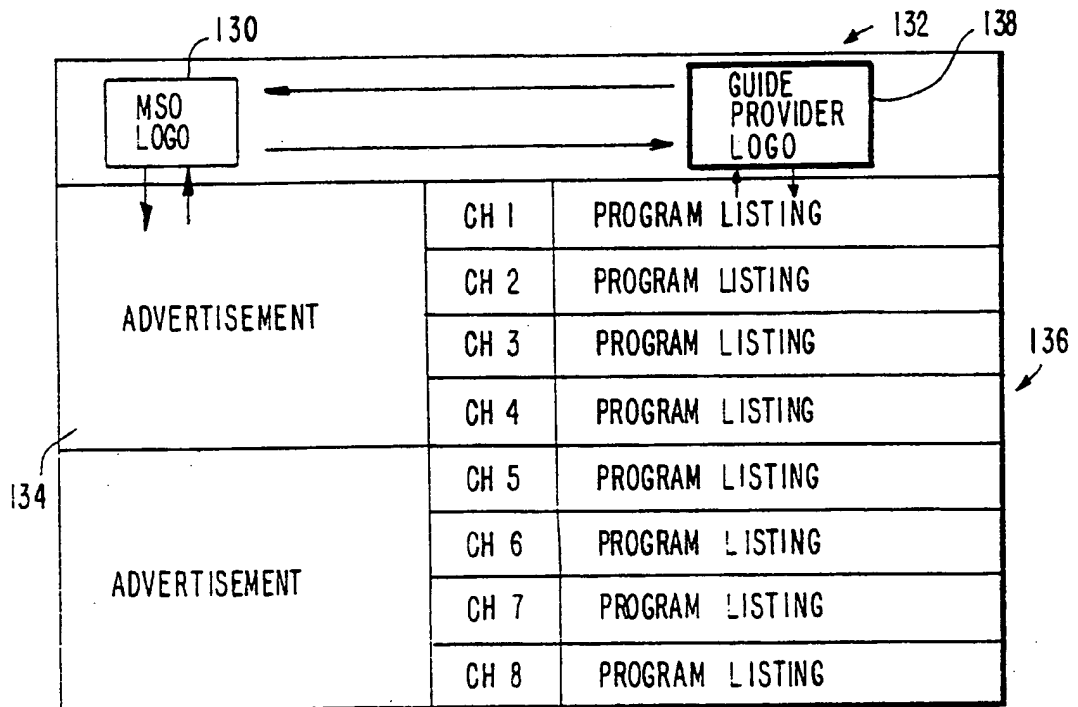 130
132
138
MSO
LOGO
GUIDE
PROVIDER
LOGO
CH 1 PROGRAM LISTING
CH 2 PROGRAM LISTING
ADVERTISEMENT
CH 3 PROGRAM LISTING
136
CH 4 PROGRAM LISTING
134
CH 5 PROGRAM LISTING
CH 6 PROGRAM LISTING
ADVERTISEMENT
CH 7 PROGRAM LISTING
CH 8 PROGRAM LISTING